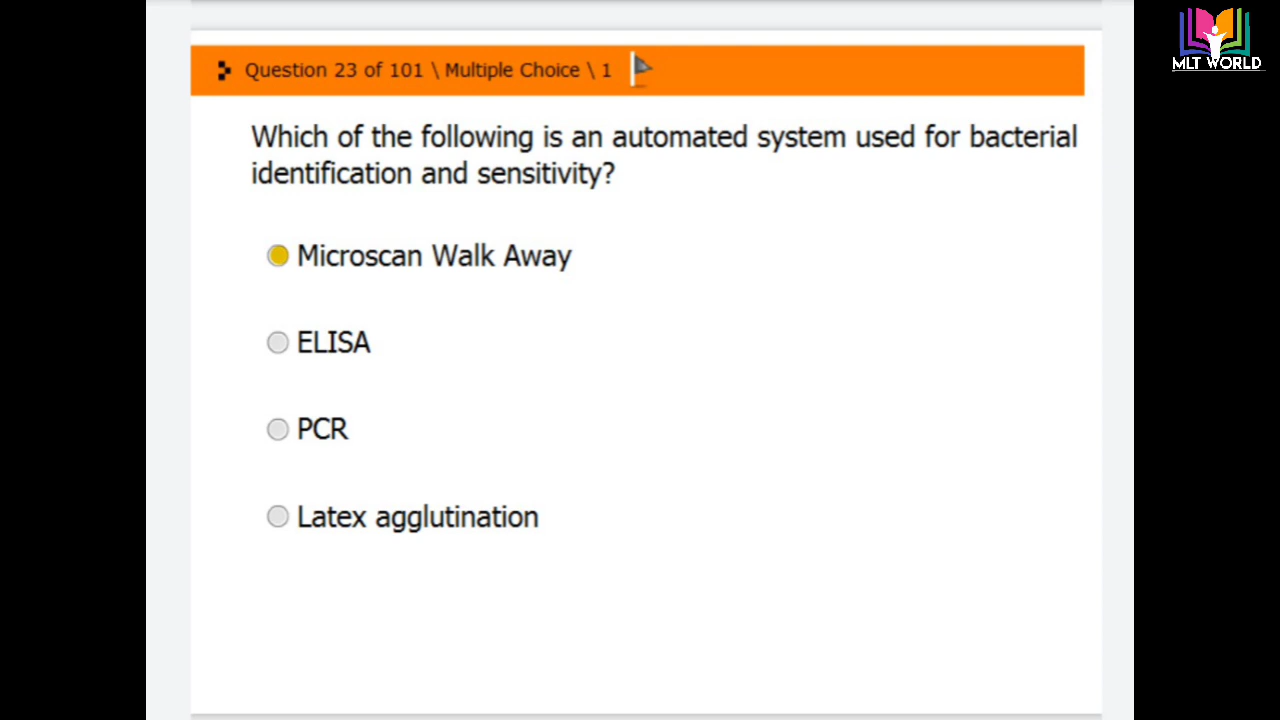 MLT WORLD
Question 23 of 101 \ Multiple Choice \ 1
Which of the following is an automated system used for bacterial
identification and sensitivity?
Microscan Walk Away
ELISA
PCR
Latex agglutination